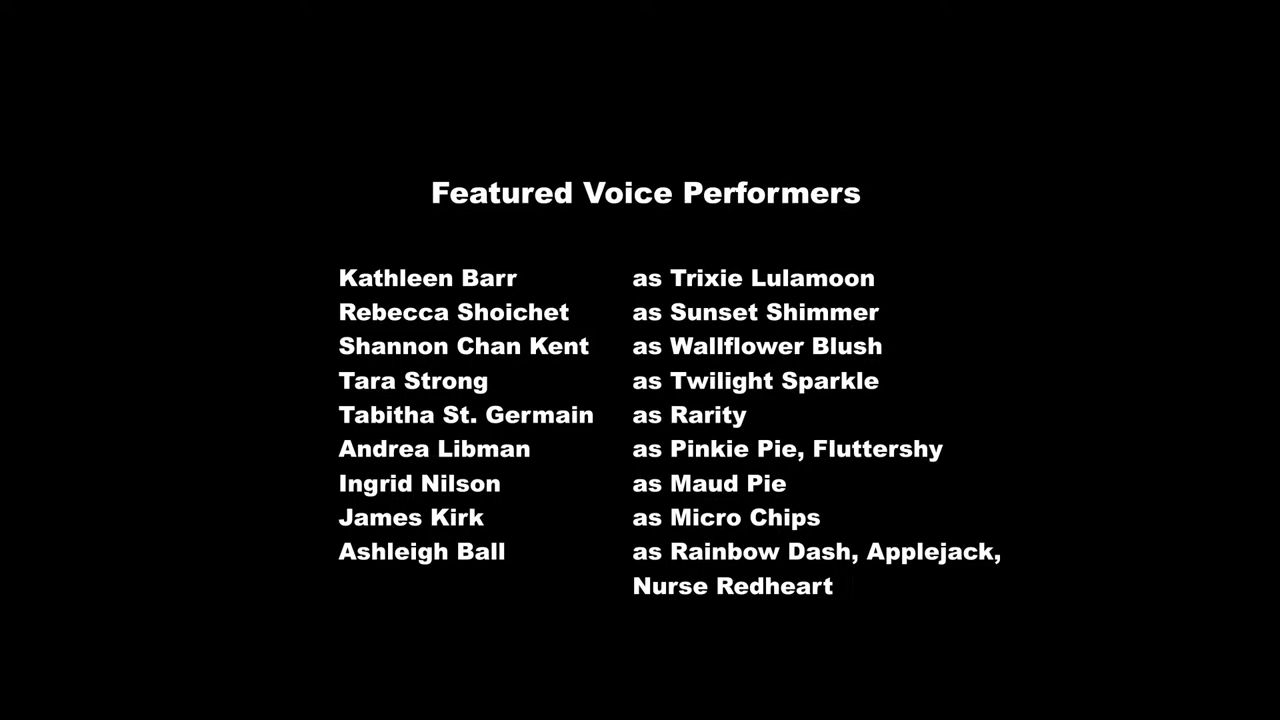 Featured Voice Performers
Kathleen Barr as Trixie Lulamoon
Rebecca Shoichet as Sunset Shimmer
Shannon Chan Kent as Wallflower Blush
Tara Strong as Twilight Sparkle
Tabitha St. Germain as Rarity
Andrea Libman as Pinkie Pie, Fluttershy
Ingrid Nilson as Maud Pie
James Kirk as Micro Chips
Ashleigh Ball as Rainbow Dash, Applejack,
Nurse Redheart